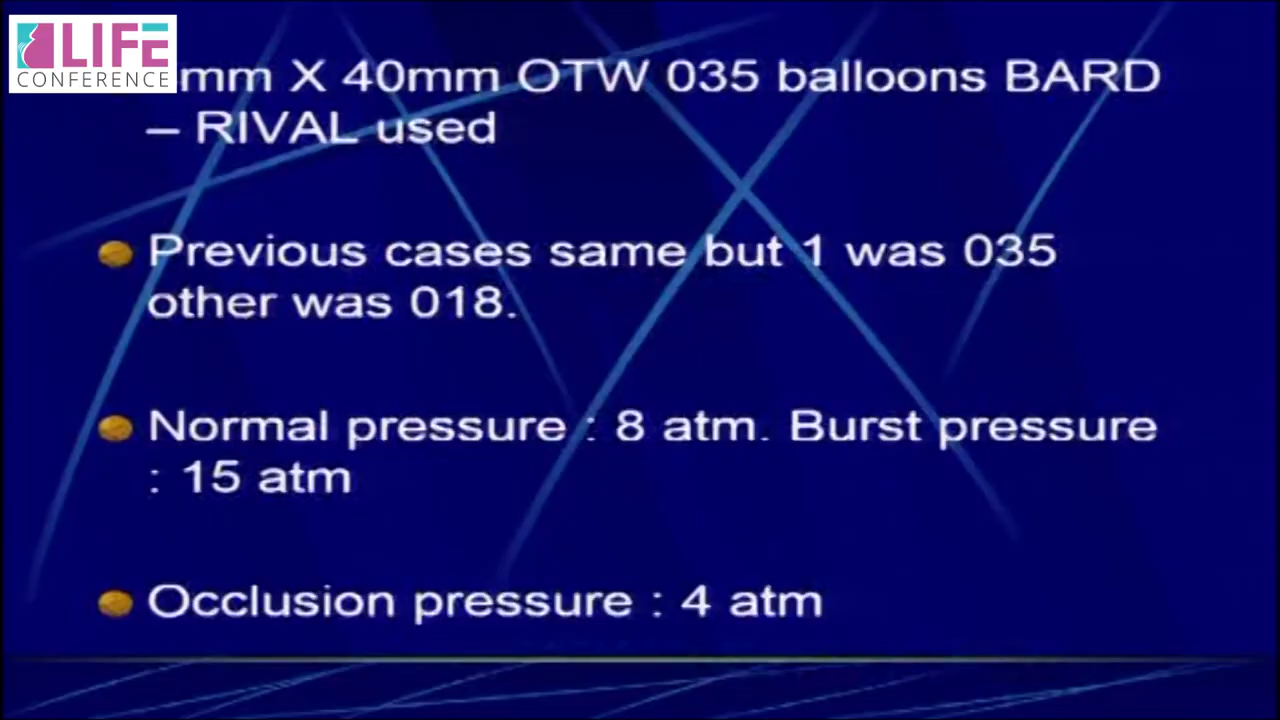 LIFE
CONFERENCE
mm X 40mm OTW 035 balloons BARD
– RIVAL used
Previous cases same but 1 was 035
other was 018.
Normal pressure : 8 atm. Burst pressure
: 15 atm
Occlusion pressure : 4 atm